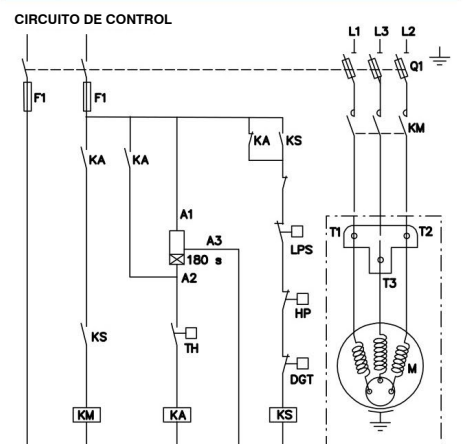 CIRCUITO DE CONTROL
L1 L3 L2
Q1
F1 F1
KM
KA KA KA KS
A1
T1 T2
A3
LPS
180 s
A2
T3
HP
KS TH
M
DGT
KM KA KS